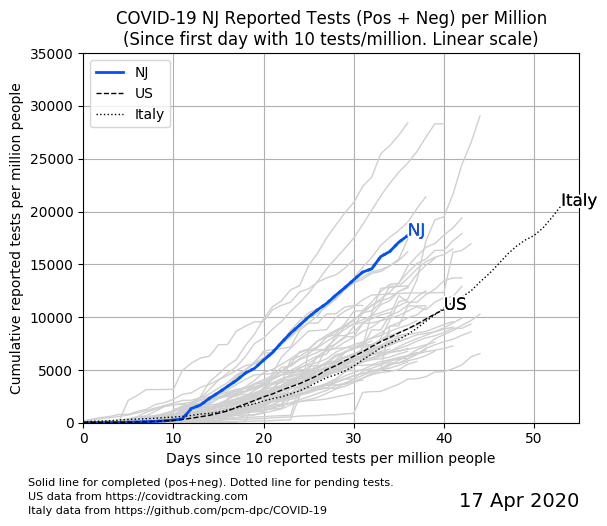 COVID-19 NJ Reported Tests (Pos + Neg) per Million
(Since first day with 10 tests/million. Linear scale)
Cumulative reported tests per million people
35000
30000
25000
20000
15000
10000
5000
0
NJ
US
Italy
Italy
NJ
US
0
10
20
30
40
50
Days since 10 reported tests per million people
Solid line for completed (pos+neg). Dotted line for pending tests.
US data from https://covidtracking.com
Italy data from https://github.com/pcm-dpc/COVID-19
17 Apr 2020